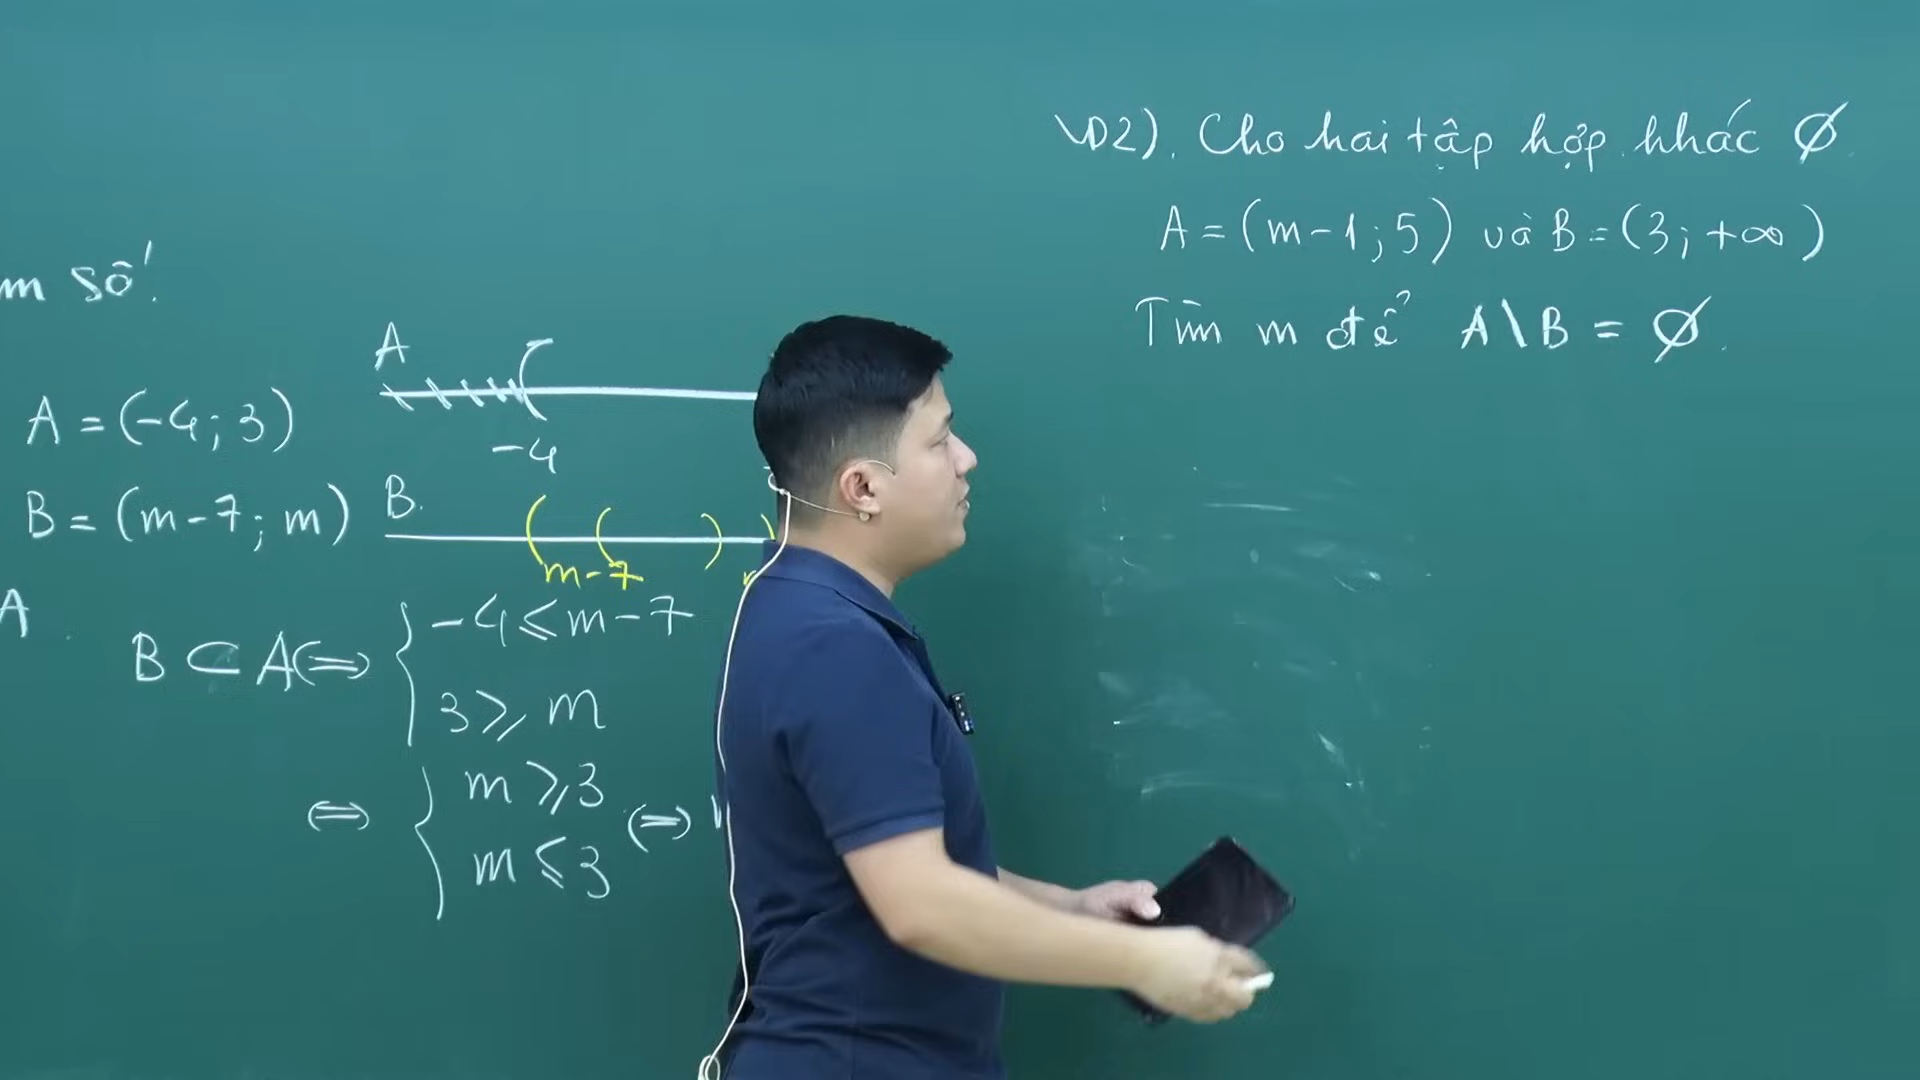 m số!
A = (-4; 3)
B = (m-7; m)
A
A
-4
B.
m-7
B ⊂ A ⇔ { -4 ≤ m-7
3 ≥ m
⇔ { m ≥ 3
m ≤ 3 ⇔
VD2). Cho hai tập hợp khác ∅
A = (m-1; 5) và B = (3; +∞)
Tìm m để A\B = ∅.